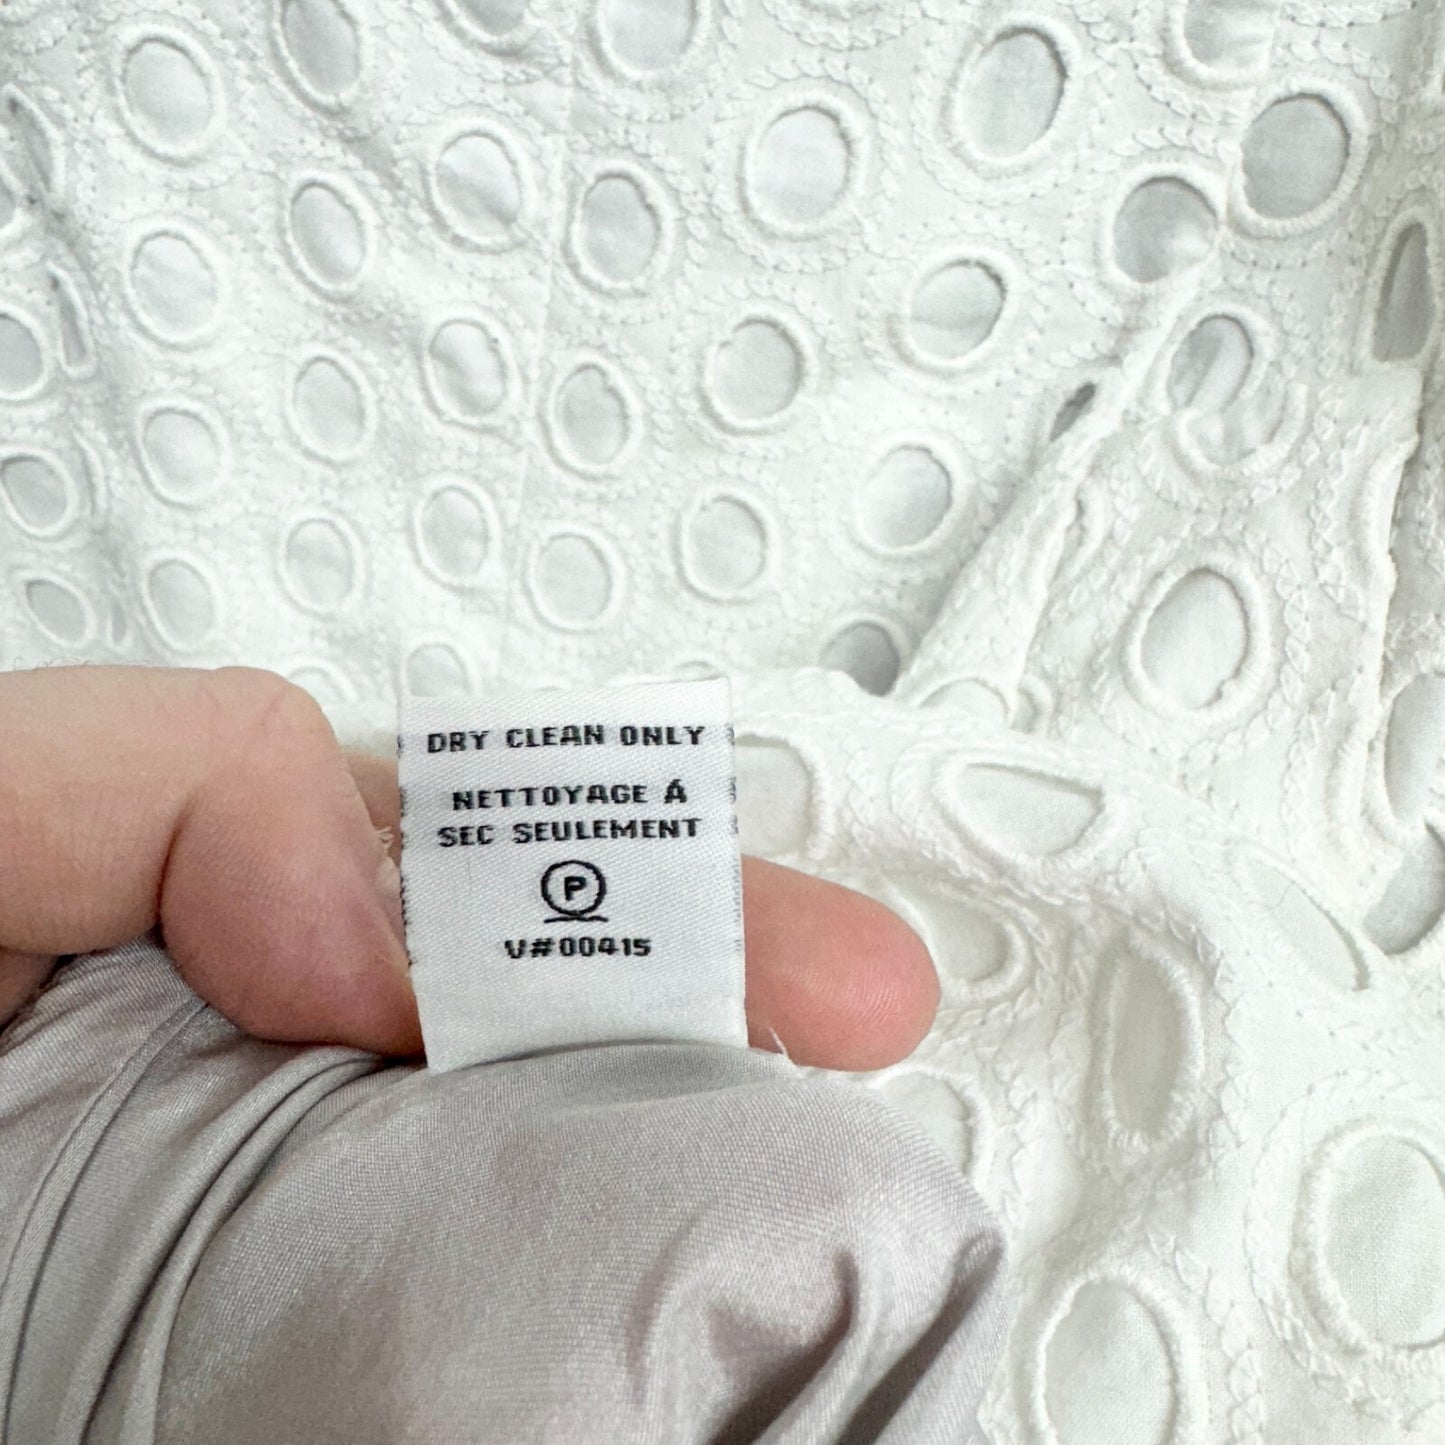 DRY CLEAN ONLY
NETTOYAGE Á
SEC SEULEMENT
P
V#00415